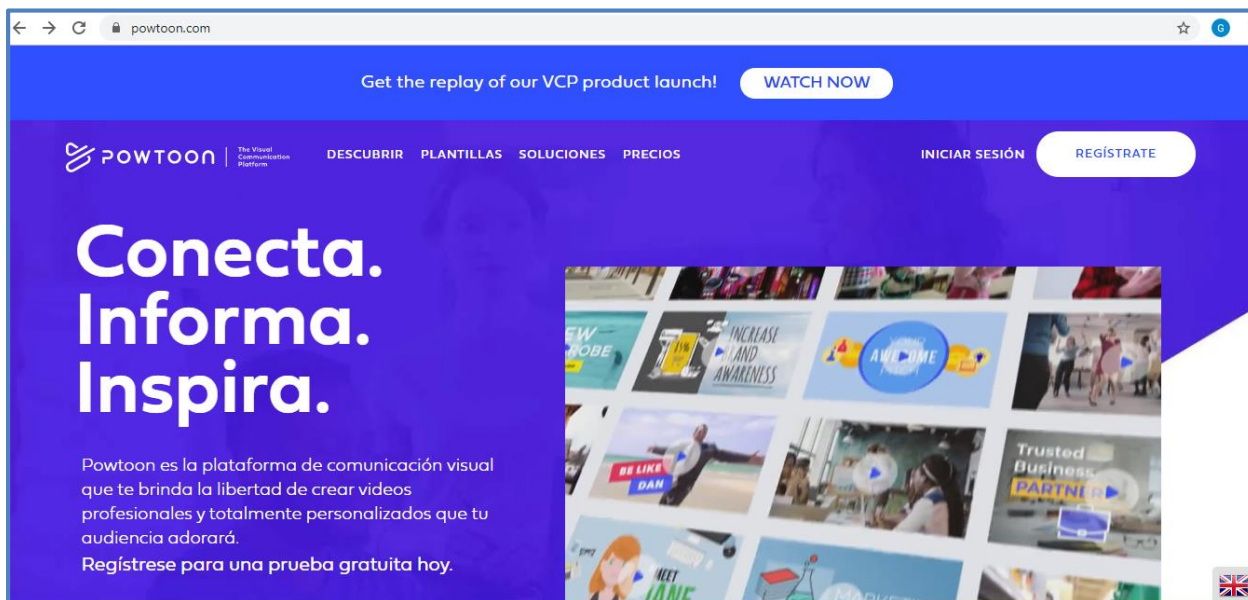 powtoon.com
G
Get the replay of our VCP product launch! WATCH NOW
POWTOON The Visual Communication Platform DESCUBRIR PLANTILLAS SOLUCIONES PRECIOS INICIAR SESIÓN REGÍSTRATE
Conecta.
Informa.
Inspira.
Powtoon es la plataforma de comunicación visual
que te brinda la libertad de crear videos
profesionales y totalmente personalizados que tu
audiencia adorará.
Regístrese para una prueba gratuita hoy.
INCREASE
BRAND
AWARENESS
AWESOME
BE LIKE
DAN
Trusted
Business
PARTNER
MEET
JANE